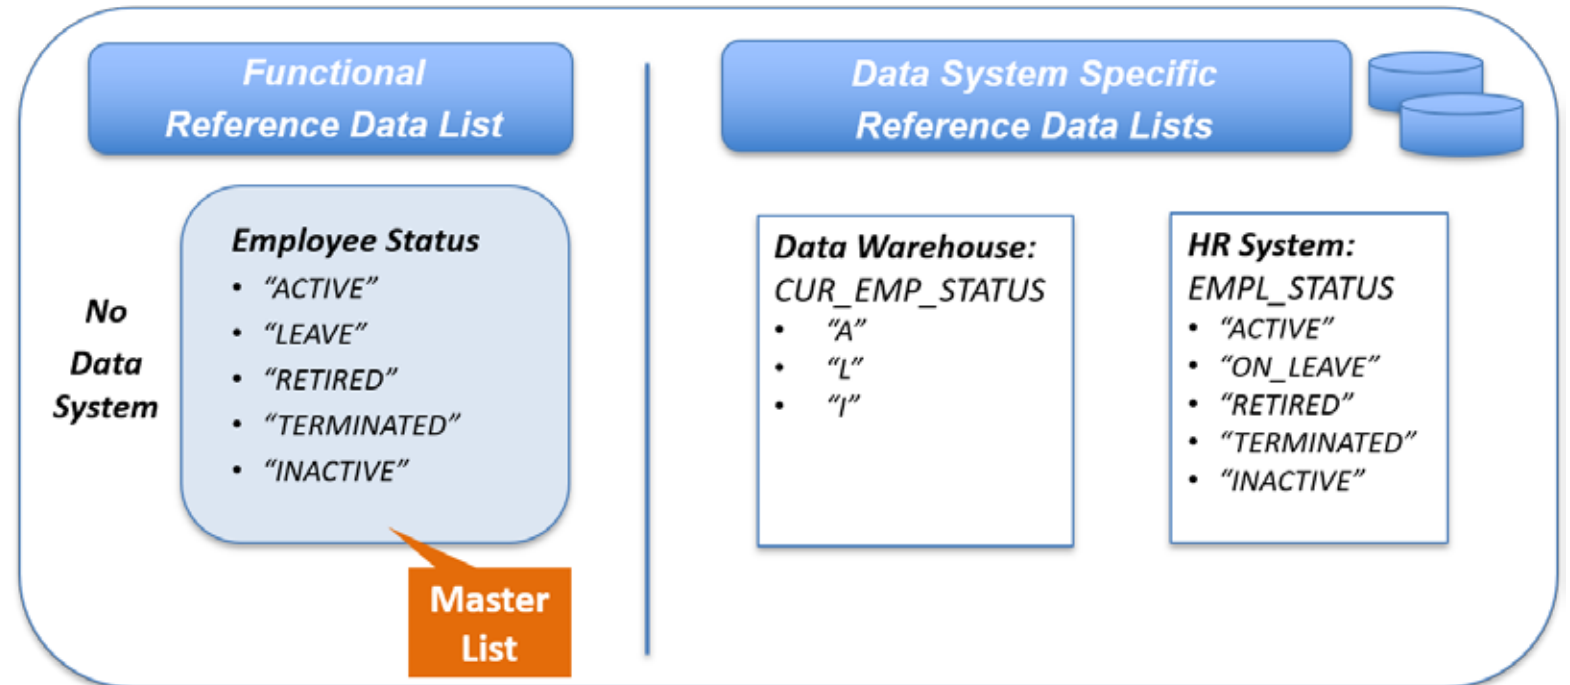 Functional
Reference Data List
Data System Specific
Reference Data Lists
No
Data
System
Employee Status
• “ACTIVE”
• “LEAVE”
• “RETIRED”
• “TERMINATED”
• “INACTIVE”
Master
List
Data Warehouse:
CUR_EMP_STATUS
• “A”
• “L”
• “I”
HR System:
EMPL_STATUS
• “ACTIVE”
• “ON_LEAVE”
• “RETIRED”
• “TERMINATED”
• “INACTIVE”